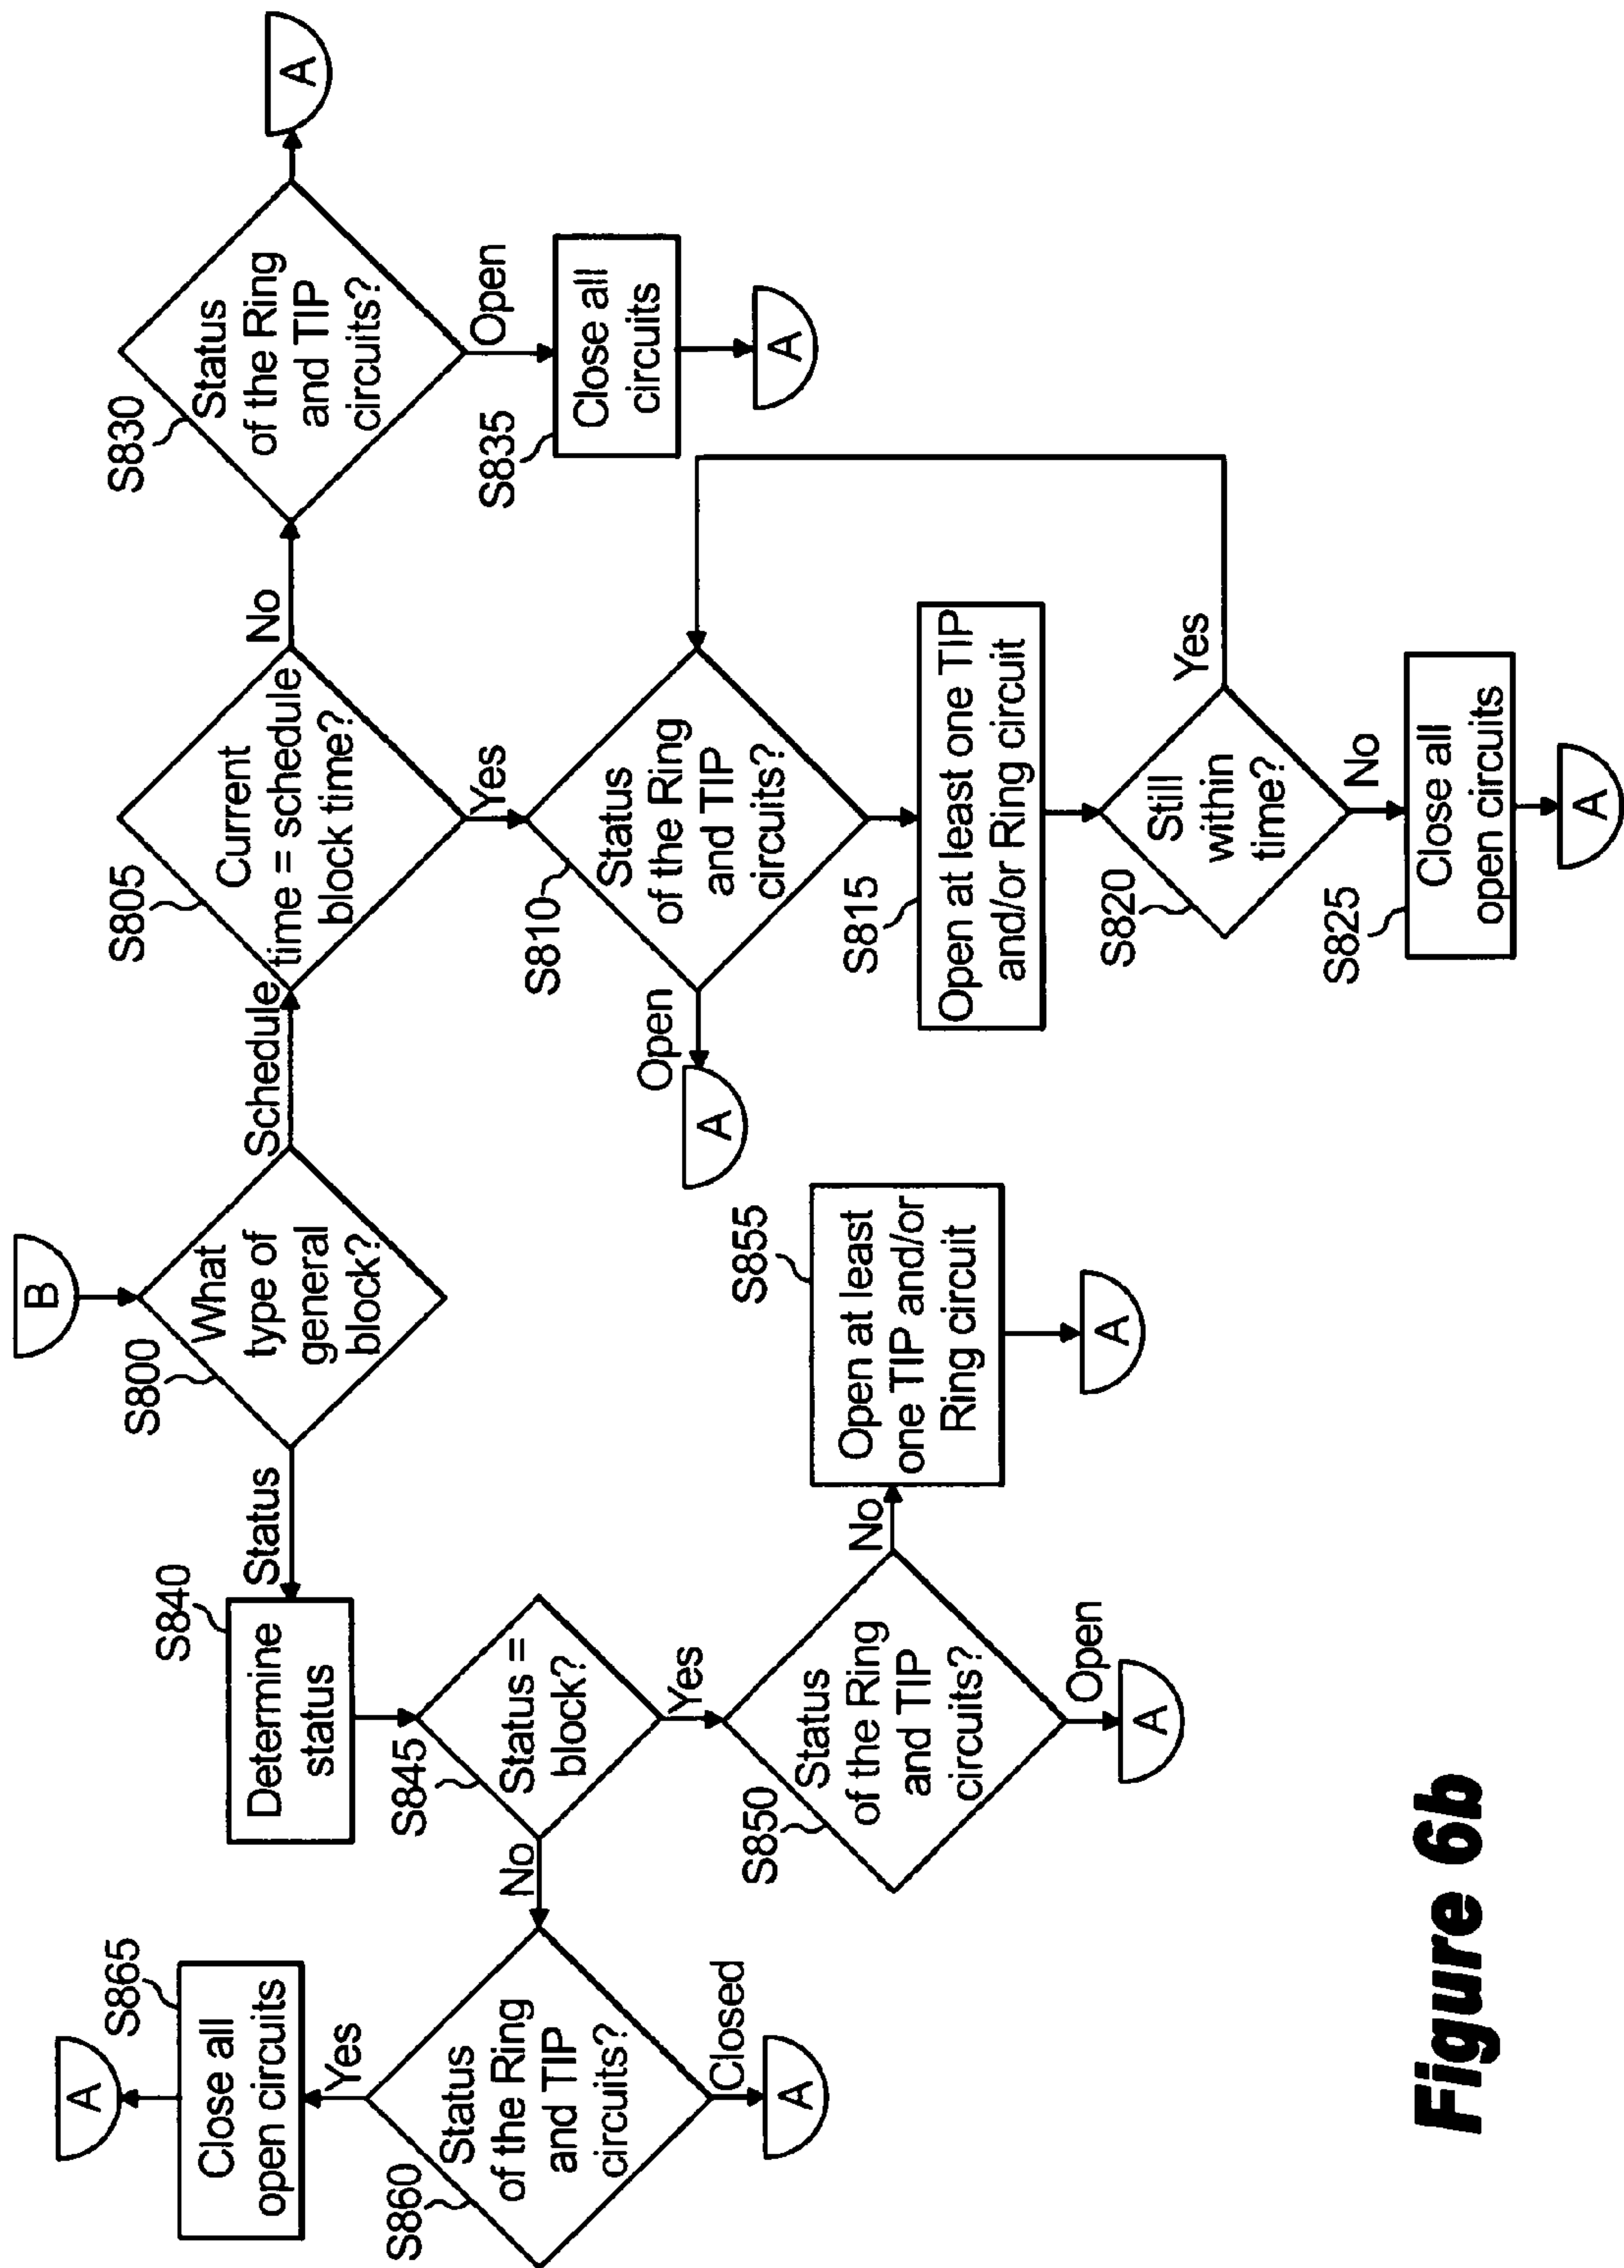 B
S800
What
type of
general
block?
Status
Schedule
S840
Determine
status
S845
Status =
block?
No
Yes
S860
Status
of the Ring
and TIP
circuits?
Yes
S865
Close all
open circuits
A
Closed
A
S850
Status
of the Ring
and TIP
circuits?
No
S855
Open at least
one TIP and/or
Ring circuit
A
Open
A
S805
Current
time = schedule
block time?
No
Yes
S830
Status
of the Ring
and TIP
circuits?
A
Open
S835
Close all
circuits
A
S810
Status
of the Ring
and TIP
circuits?
Open
A
S815
Open at least one TIP
and/or Ring circuit
S820
Still
within
time?
Yes
No
S825
Close all
open circuits
A
Figure 6b